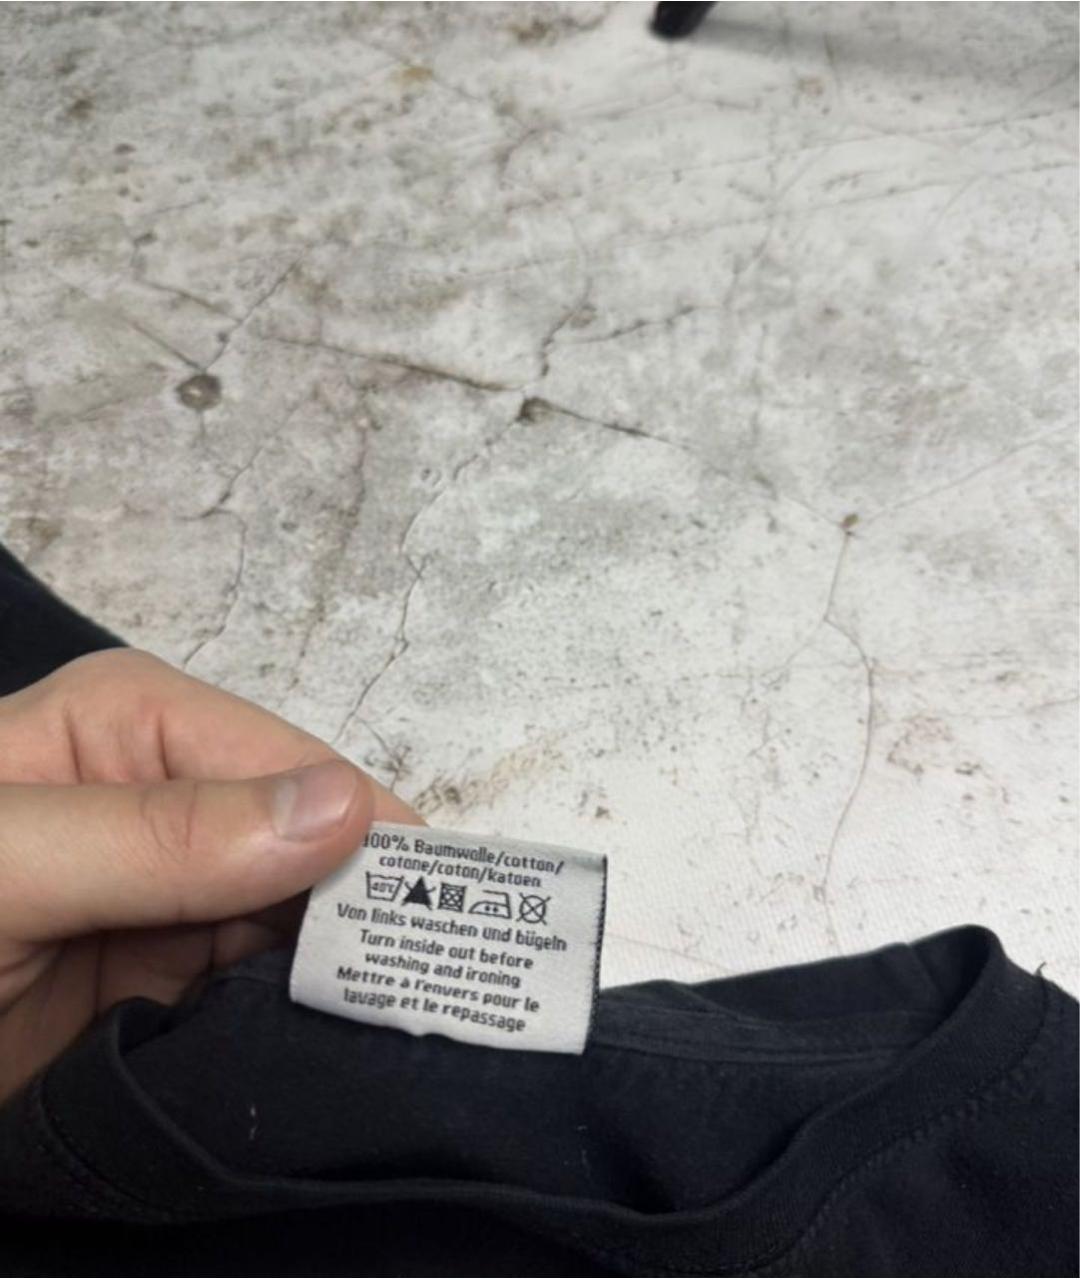 100% Baumwolle/cotton/
cotone/coton/katoen
40°C
Von links waschen und bügeln
Turn inside out before
washing and ironing
Mettre à l'envers pour le
lavage et le repassage